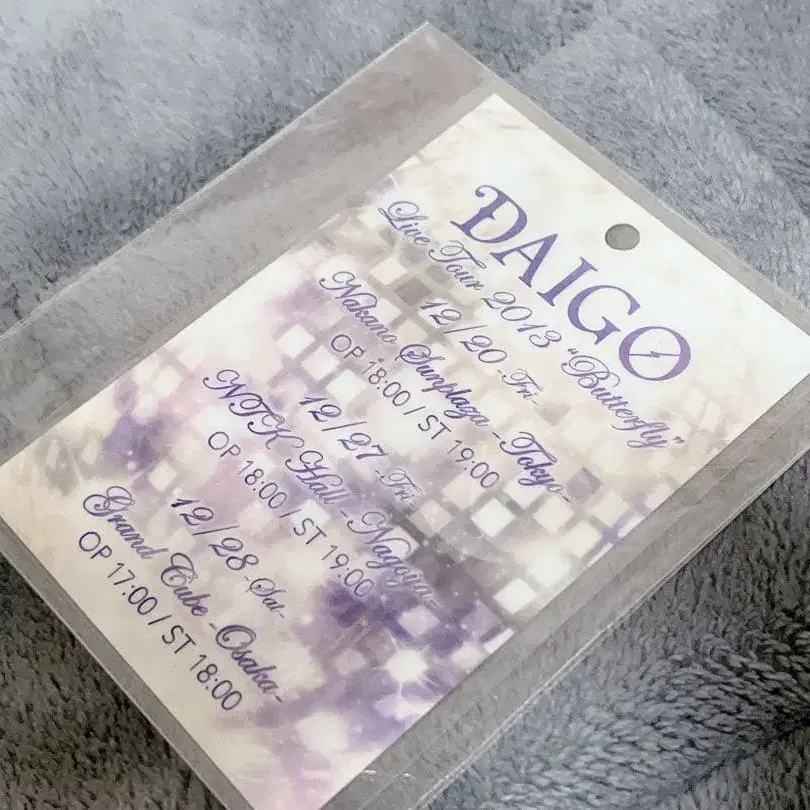 DAIGO
Live Tour 2013 "Butterfly"
12/20 -Fri-
Nakano Sunplaza -Tokyo-
OP 18:00 / ST 19:00
12/27 -Fri-
NTK Hall -Nagoya-
OP 18:00 / ST 19:00
12/28 -Sat-
Grand Cube -Osaka-
OP 17:00 / ST 18:00